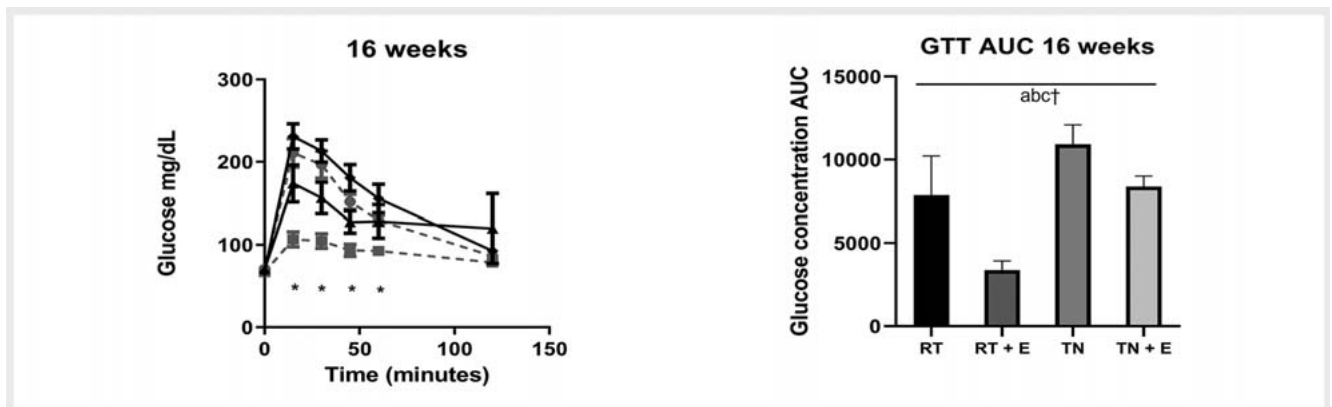 16 weeks
Glucose mg/dL
300
200
100
0
* * * *
0 50 100 150
Time (minutes)
GTT AUC 16 weeks
Glucose concentration AUC
15000
abc†
10000
5000
0
RT RT + E TN TN + E